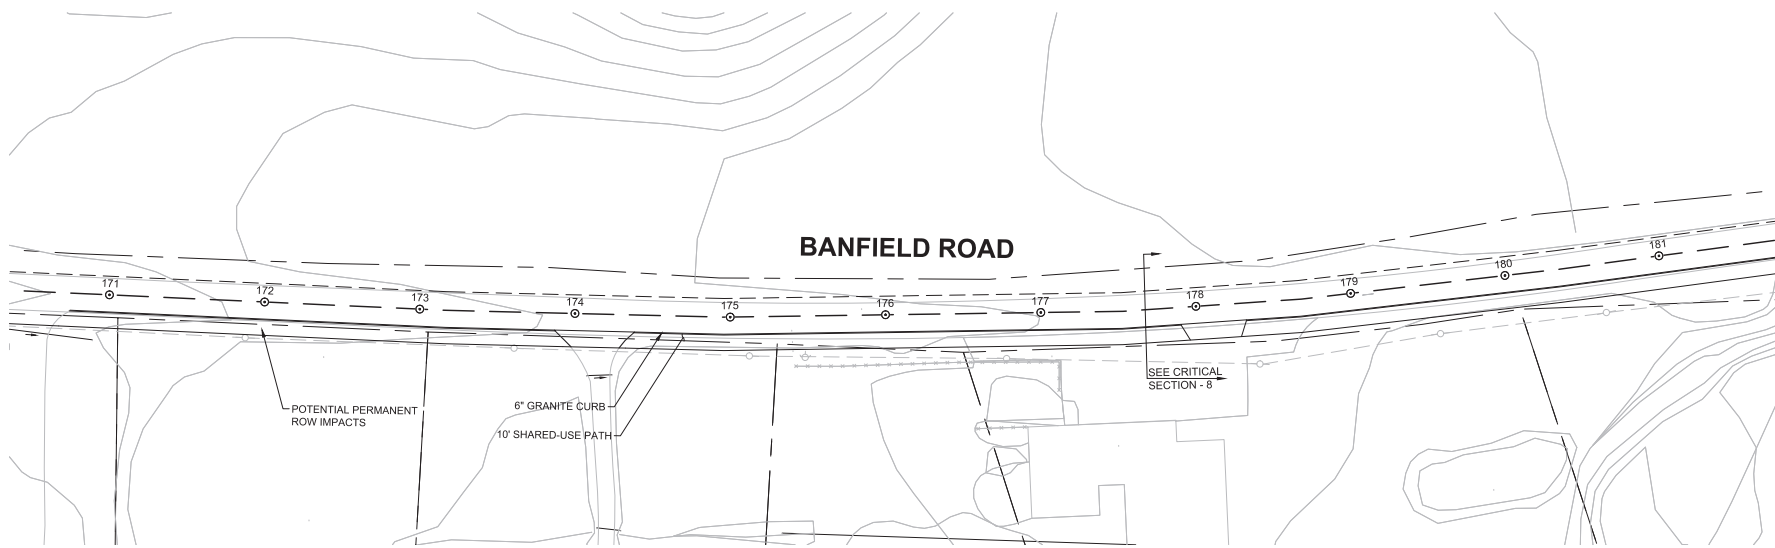 BANFIELD ROAD
171
172
173
174
175
176
177
178
179
180
181
SEE CRITICAL
SECTION - 8
POTENTIAL PERMANENT
ROW IMPACTS
6" GRANITE CURB
10' SHARED-USE PATH